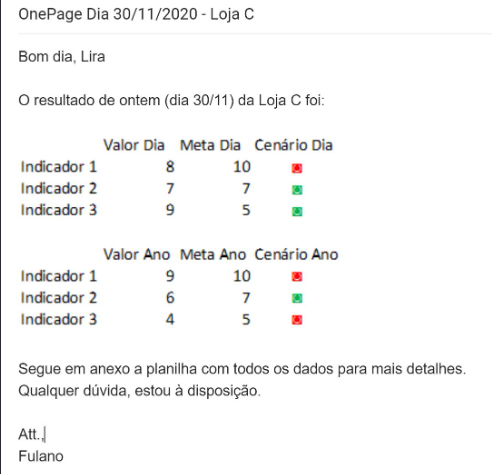 OnePage Dia 30/11/2020 - Loja C
Bom dia, Lira
O resultado de ontem (dia 30/11) da Loja C foi:
Valor Dia Meta Dia Cenário Dia
Indicador 1 8 10
Indicador 2 7 7
Indicador 3 9 5
Valor Ano Meta Ano Cenário Ano
Indicador 1 9 10
Indicador 2 6 7
Indicador 3 4 5
Segue em anexo a planilha com todos os dados para mais detalhes.
Qualquer dúvida, estou à disposição.
Att.,
Fulano